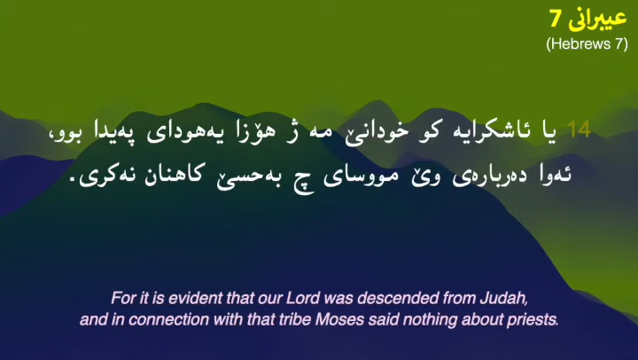 عیبرانی 7
(Hebrews 7)
14 یا ئاشکرایە کو خودانێ مە ژ هۆزا یەهودای پەیدا بوو،
ئەوا دەربارەی وێ مووسای چ بەحسێ کاهنان نەکری.
For it is evident that our Lord was descended from Judah,
and in connection with that tribe Moses said nothing about priests.